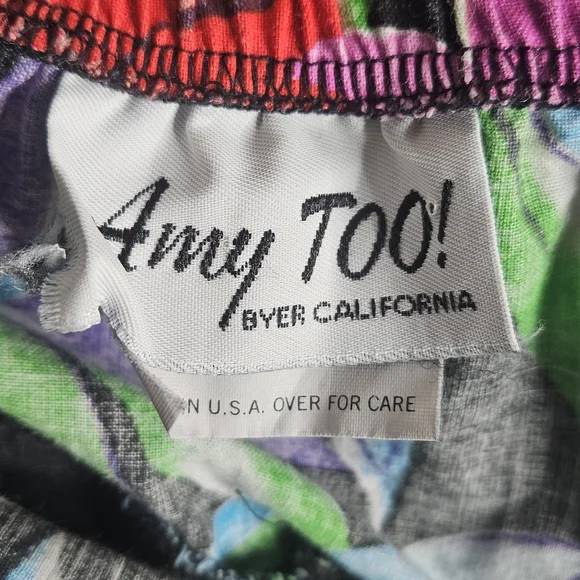 Amy TOO!
BYER CALIFORNIA
N U.S.A. OVER FOR CARE